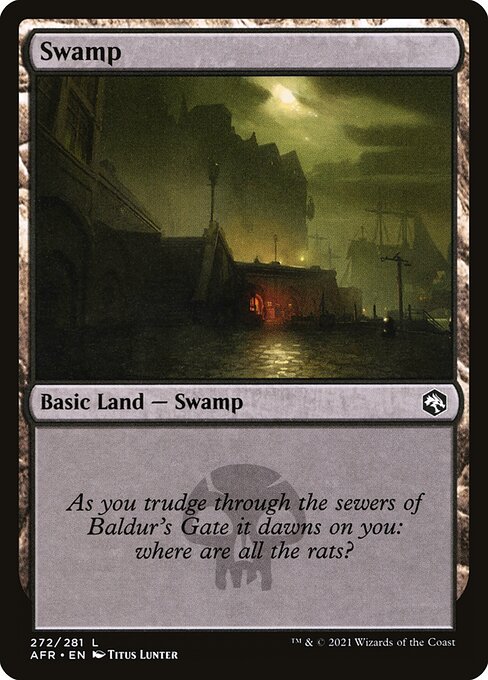 Swamp
Basic Land — Swamp
As you trudge through the sewers of
Baldur's Gate it dawns on you:
where are all the rats?
272/281 L
™ & © 2021 Wizards of the Coast
AFR • EN Titus Lunter